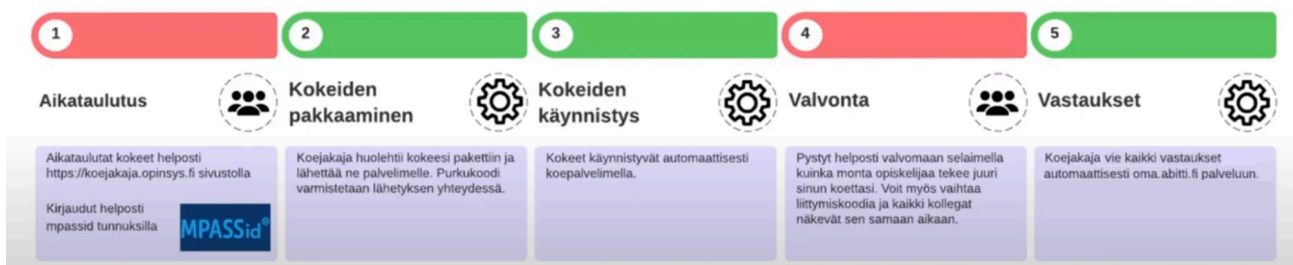 1
2
3
4
5
Aikataulutus
Kokeiden
pakkaaminen
Kokeiden
käynnistys
Valvonta
Vastaukset
Aikataulutat kokeet helposti
https://koejakaja.opinsys.fi sivustolla
Kirjaudut helposti
mpassid tunnuksilla
MPASSid®
Koejakaja huolehtii kokeesi pakettiin ja
lähettää ne palvelimelle. Purkukoodi
varmistetaan lähetyksen yhteydessä.
Kokeet käynnistyvät automaattisesti
koepalvelimella.
Pystyt helposti valvomaan selaimella
kuinka monta opiskelijaa tekee juuri
sinun koettasi. Voit myös vaihtaa
liittymiskoodia ja kaikki kollegat
näkevät sen samaan aikaan.
Koejakaja vie kaikki vastaukset
automaattisesti oma.abitti.fi palveluun.